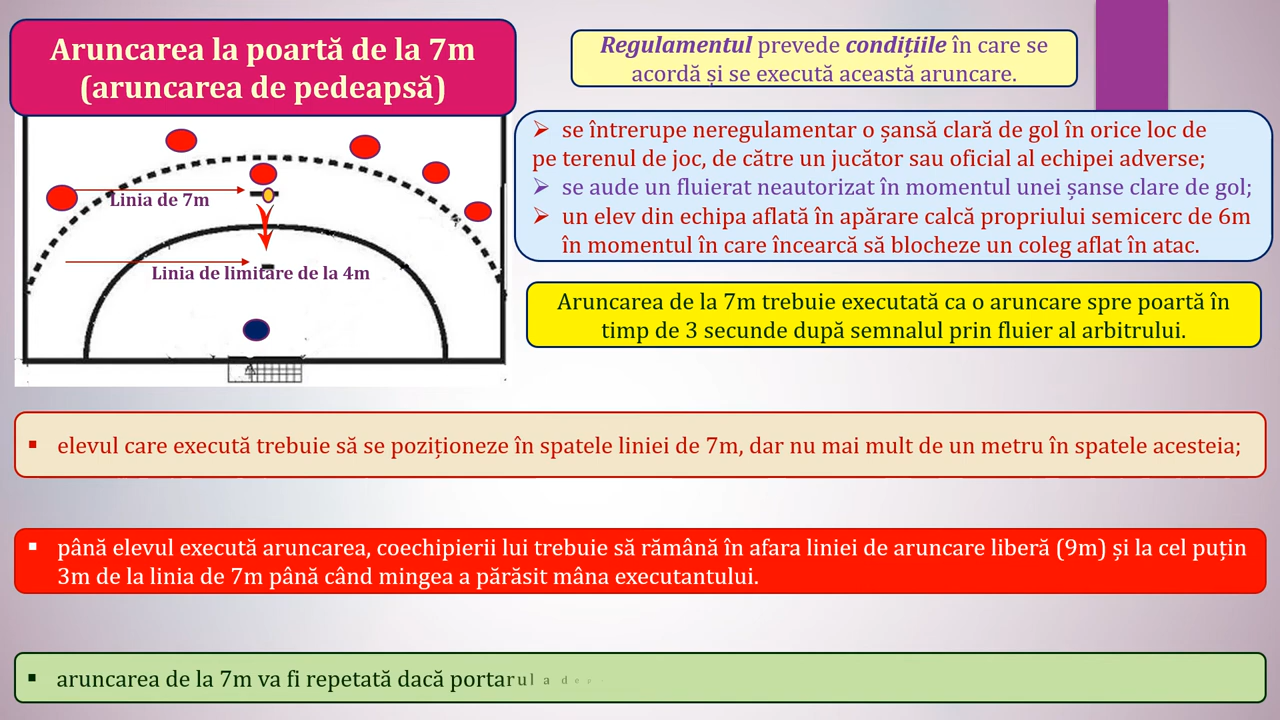 Aruncarea la poartă de la 7m
(aruncarea de pedeapsă)
Regulamentul prevede condițiile în care se
acordă și se execută această aruncare.
Linia de 7m
Linia de limitare de la 4m
➢ se întrerupe neregulamentar o șansă clară de gol în orice loc de
pe terenul de joc, de către un jucător sau oficial al echipei adverse;
➢ se aude un fluierat neautorizat în momentul unei șanse clare de gol;
➢ un elev din echipa aflată în apărare calcă propriului semicerc de 6m
în momentul în care încearcă să blocheze un coleg aflat în atac.
Aruncarea de la 7m trebuie executată ca o aruncare spre poartă în
timp de 3 secunde după semnalul prin fluier al arbitrului.
▪ elevul care execută trebuie să se poziționeze în spatele liniei de 7m, dar nu mai mult de un metru în spatele acesteia;
▪ până elevul execută aruncarea, coechipierii lui trebuie să rămână în afara liniei de aruncare liberă (9m) și la cel puțin
3m de la linia de 7m până când mingea a părăsit mâna executantului.
▪ aruncarea de la 7m va fi repetată dacă portarul a